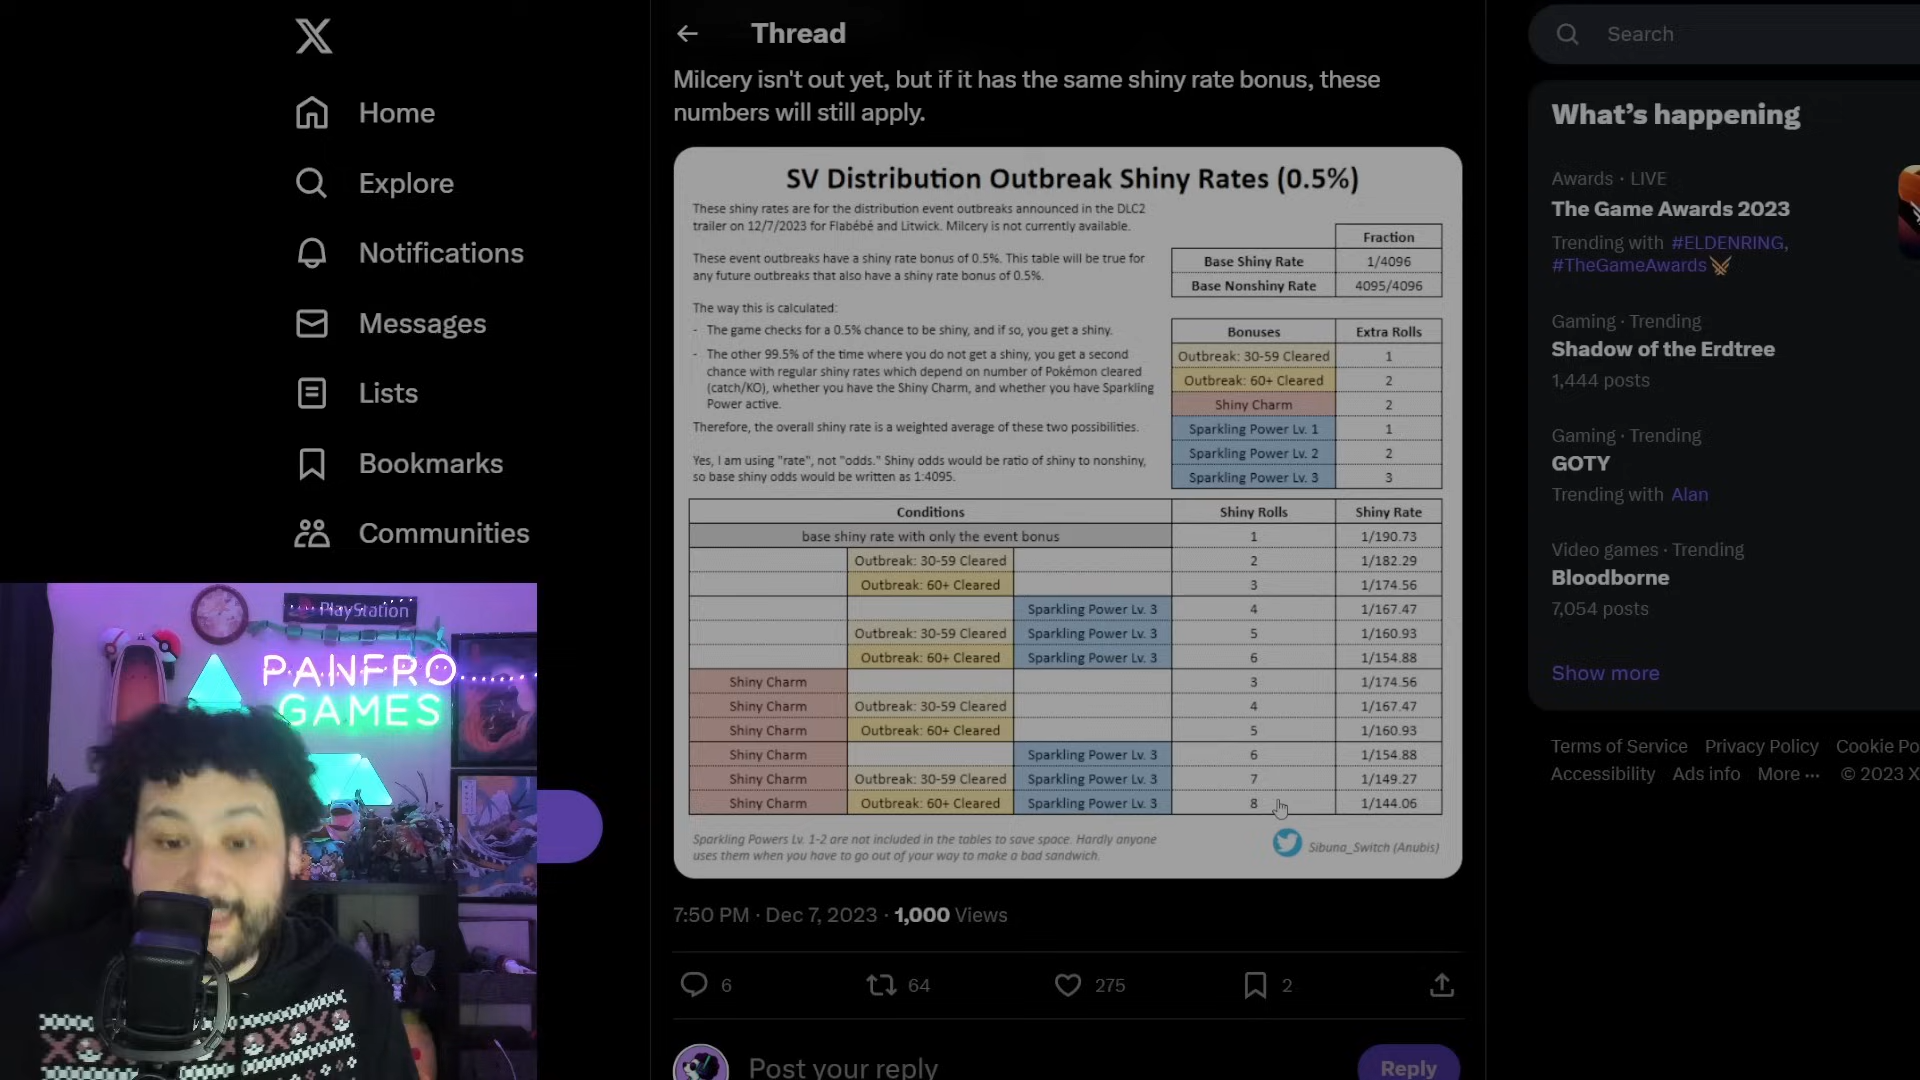 X
Home
Explore
Notifications
Messages
Lists
Bookmarks
Communities
PlayStation
PANFRO
GAMES
Thread
Milcery isn't out yet, but if it has the same shiny rate bonus, these
numbers will still apply.
SV Distribution Outbreak Shiny Rates (0.5%)
These shiny rates are for the distribution event outbreaks announced in the DLC2
trailer on 12/7/2023 for Flabébé and Litwick. Milcery is not currently available.
These event outbreaks have a shiny rate bonus of 0.5%. This table will be true for
any future outbreaks that also have a shiny rate bonus of 0.5%.
The way this is calculated:
- The game checks for a 0.5% chance to be shiny, and if so, you get a shiny.
- The other 99.5% of the time where you do not get a shiny, you get a second
chance with regular shiny rates which depend on number of Pokémon cleared
(catch/KO), whether you have the Shiny Charm, and whether you have Sparkling
Power active.
Therefore, the overall shiny rate is a weighted average of these two possibilities.
Yes, I am using "rate", not "odds." Shiny odds would be ratio of shiny to nonshiny,
so base shiny odds would be written as 1:4095.
Fraction
Base Shiny Rate 1/4096
Base Nonshiny Rate 4095/4096
Bonuses Extra Rolls
Outbreak: 30-59 Cleared 1
Outbreak: 60+ Cleared 2
Shiny Charm 2
Sparkling Power Lv. 1 1
Sparkling Power Lv. 2 2
Sparkling Power Lv. 3 3
Conditions Shiny Rolls Shiny Rate
base shiny rate with only the event bonus 1 1/190.73
Outbreak: 30-59 Cleared 2 1/182.29
Outbreak: 60+ Cleared 3 1/174.56
Sparkling Power Lv. 3 4 1/167.47
Outbreak: 30-59 Cleared Sparkling Power Lv. 3 5 1/160.93
Outbreak: 60+ Cleared Sparkling Power Lv. 3 6 1/154.88
Shiny Charm 3 1/174.56
Shiny Charm Outbreak: 30-59 Cleared 4 1/167.47
Shiny Charm Outbreak: 60+ Cleared 5 1/160.93
Shiny Charm Sparkling Power Lv. 3 6 1/154.88
Shiny Charm Outbreak: 30-59 Cleared Sparkling Power Lv. 3 7 1/149.27
Shiny Charm Outbreak: 60+ Cleared Sparkling Power Lv. 3 8 1/144.06
Sparkling Powers Lv. 1-2 are not included in the tables to save space. Hardly anyone
uses them when you have to go out of your way to make a bad sandwich.
Sibuna_Switch (Anubis)
7:50 PM · Dec 7, 2023 · 1,000 Views
6 64 275 2
Post your reply
Reply
Search
What's happening
Awards · LIVE
The Game Awards 2023
Trending with #ELDENRING,
#TheGameAwards
Gaming · Trending
Shadow of the Erdtree
1,444 posts
Gaming · Trending
GOTY
Trending with Alan
Video games · Trending
Bloodborne
7,054 posts
Show more
Terms of Service Privacy Policy Cookie Po
Accessibility Ads info More ··· © 2023 X